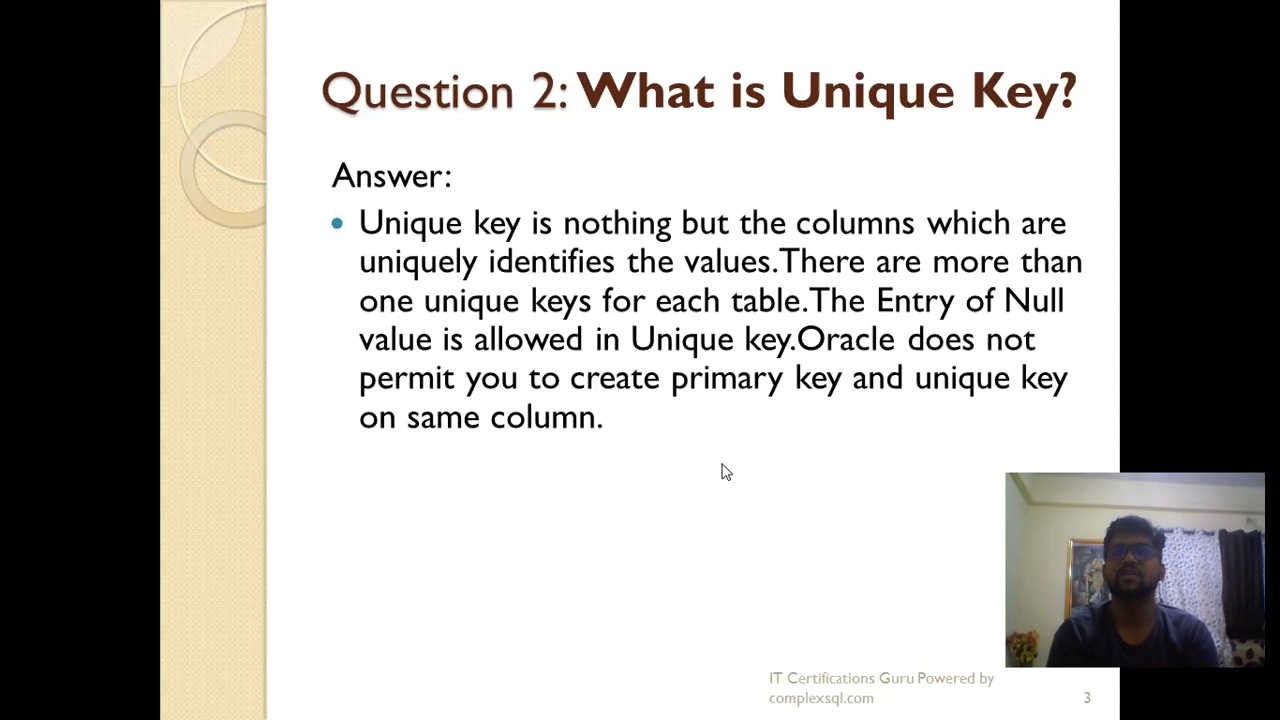 Question 2: What is Unique Key?
Answer:
Unique key is nothing but the columns which are
uniquely identifies the values.There are more than
one unique keys for each table.The Entry of Null
value is allowed in Unique key.Oracle does not
permit you to create primary key and unique key
on same column.
IT Certifications Guru Powered by
complexsql.com
3